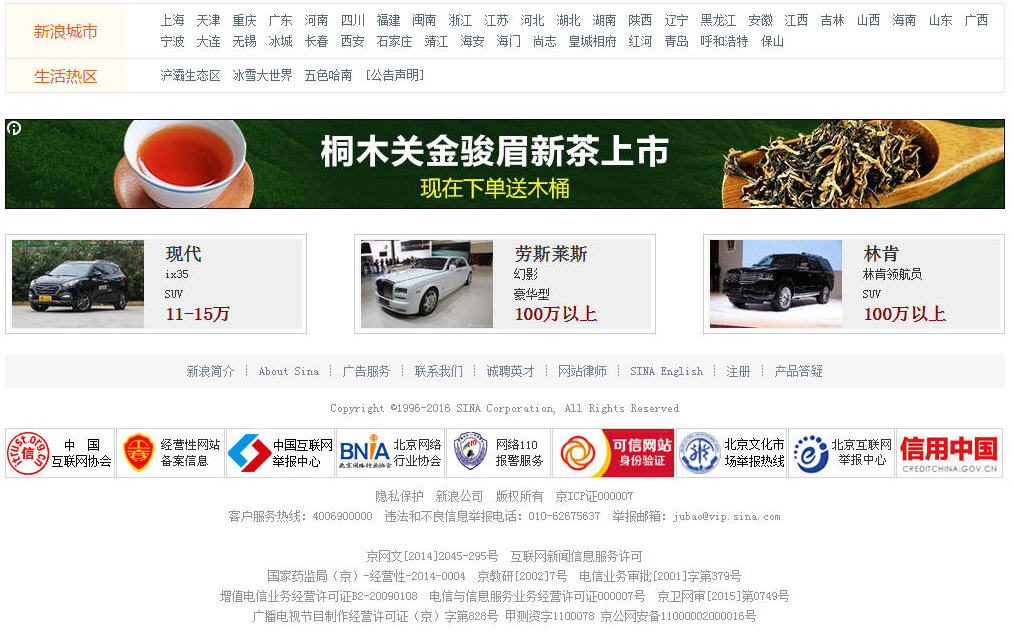 新浪城市
上海 天津 重庆 广东 河南 四川 福建 闽南 浙江 江苏 河北 湖北 湖南 陕西 辽宁 黑龙江 安徽 江西 吉林 山西 海南 山东 广西
宁波 大连 无锡 冰城 长春 西安 石家庄 靖江 海安 海门 尚志 皇城相府 红河 青岛 呼和浩特 保山
生活热区
浐灞生态区 冰雪大世界 五色哈南 [公告声明]
桐木关金骏眉新茶上市
现在下单送木桶
现代
ix35
SUV
11-15万
劳斯莱斯
幻影
豪华型
100万以上
林肯
林肯领航员
SUV
100万以上
新浪简介 ┊ About Sina ┊ 广告服务 ┊ 联系我们 ┊ 诚聘英才 ┊ 网站律师 ┊ SINA English ┊ 注册 ┊ 产品答疑
Copyright ©1996-2016 SINA Corporation, All Rights Reserved
itrust.org.cn
信
中 国
互联网协会
经营性网站
备案信息
中国互联网
举报中心
BNIA
北京网络行业协会
北京网络
行业协会
网络110
报警服务
可信网站
身份验证
北京文化市
场举报热线
北京互联网
举报中心
信用中国
CREDITCHINA.GOV.CN
隐私保护 新浪公司 版权所有 京ICP证000007
客户服务热线：4006900000 违法和不良信息举报电话：010-62675637 举报邮箱：jubao@vip.sina.com
京网文[2014]2045-295号 互联网新闻信息服务许可
国家药监局（京）-经营性-2014-0004 京教研[2002]7号 电信业务审批[2001]字第379号
增值电信业务经营许可证B2-20090108 电信与信息服务业务经营许可证000007号 京卫网审[2015]第0749号
广播电视节目制作经营许可证（京）字第828号 甲测资字1100078 京公网安备11000002000016号